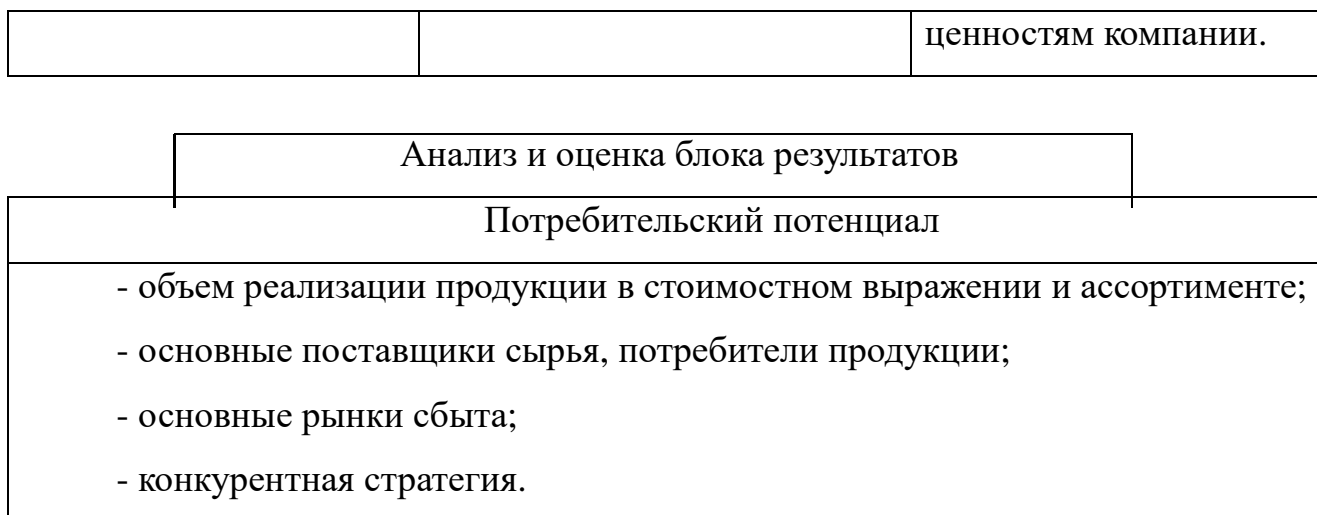 ценностям компании.
Анализ и оценка блока результатов
Потребительский потенциал
- объем реализации продукции в стоимостном выражении и ассортименте;
- основные поставщики сырья, потребители продукции;
- основные рынки сбыта;
- конкурентная стратегия.